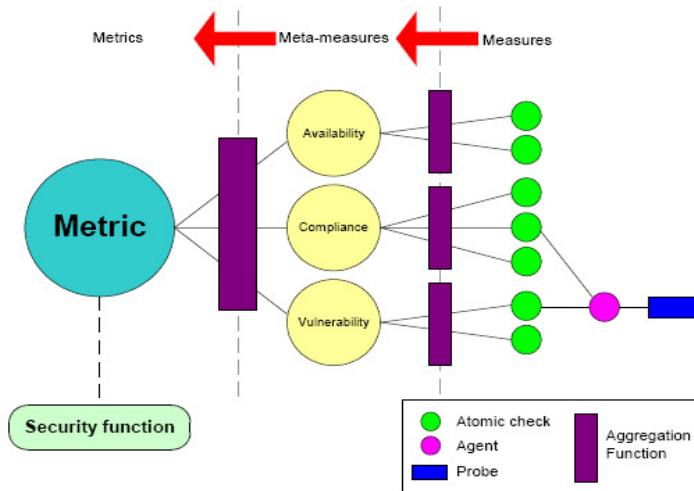 Metrics
Meta-measures
Measures
Availability
Metric
Compliance
Vulnerability
Security function
Atomic check
Agent
Probe
Aggregation
Function